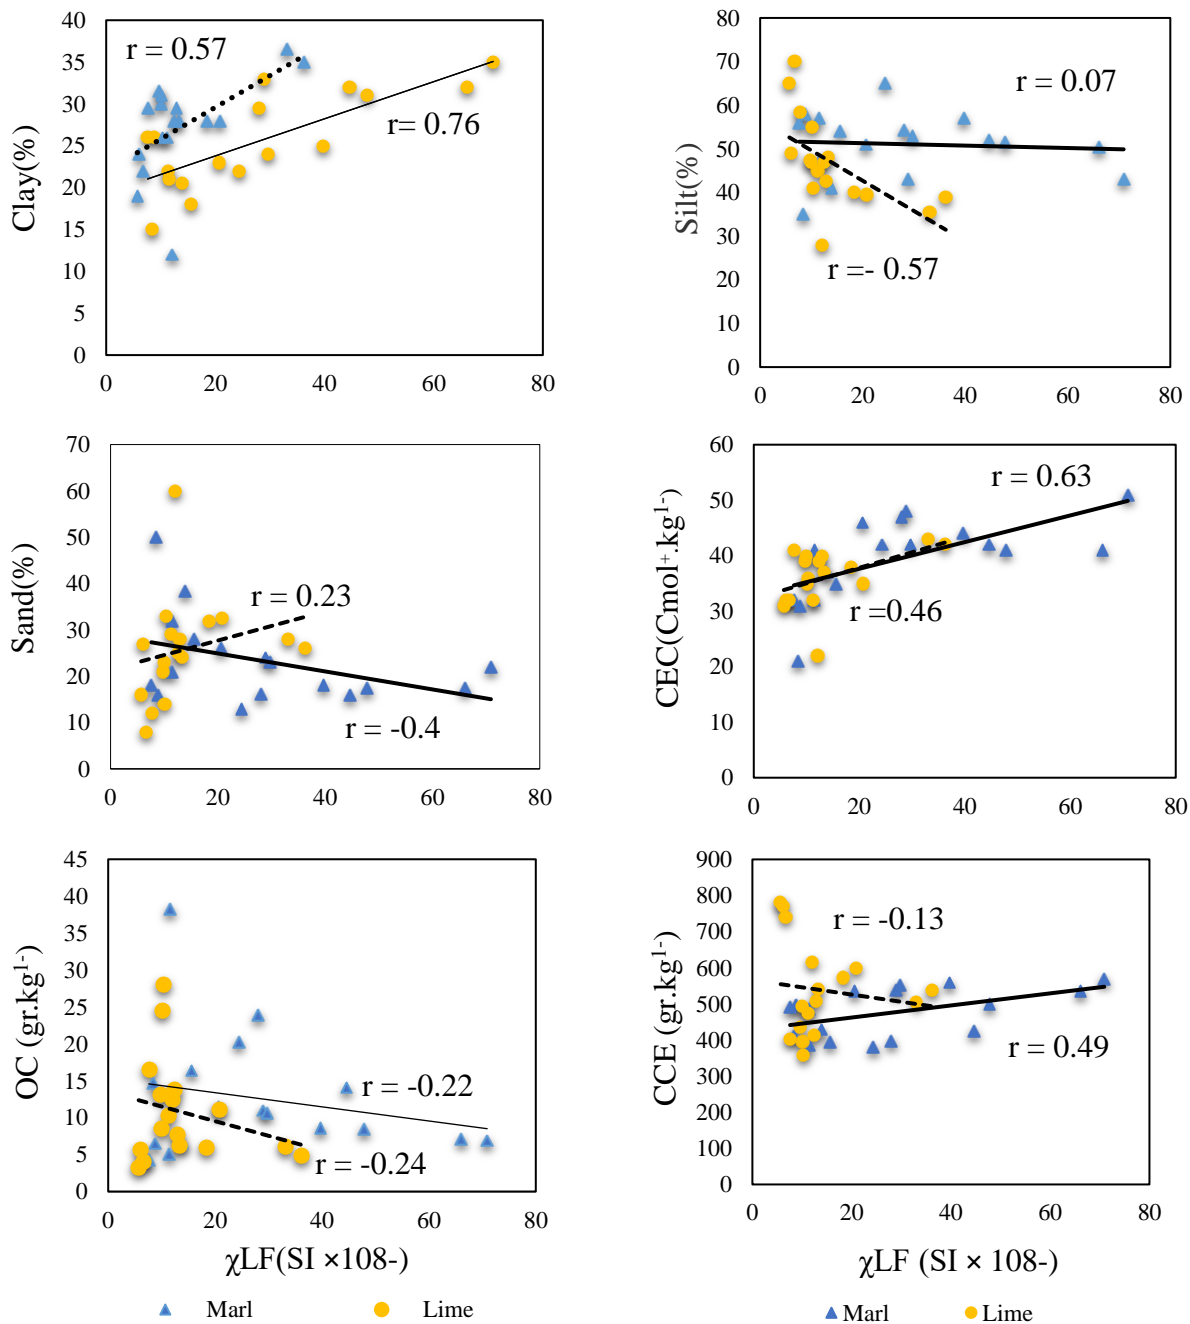 Clay(%)
40
35
30
25
20
15
10
5
0
r = 0.57
r= 0.76
0 20 40 60 80
Silt(%)
80
70
60
50
40
30
20
10
0
r = 0.07
r =- 0.57
0 20 40 60 80
Sand(%)
70
60
50
40
30
20
10
0
r = 0.23
r = -0.4
0 20 40 60 80
CEC(Cmol+.kg1-)
60
50
40
30
20
10
0
r = 0.63
r =0.46
0 20 40 60 80
OC (gr.kg1-)
45
40
35
30
25
20
15
10
5
0
r = -0.22
r = -0.24
0 20 40 60 80
χLF(SI ×108-)
Marl Lime
CCE (gr.kg1-)
900
800
700
600
500
400
300
200
100
0
r = -0.13
r = 0.49
0 20 40 60 80
χLF (SI × 108-)
Marl Lime